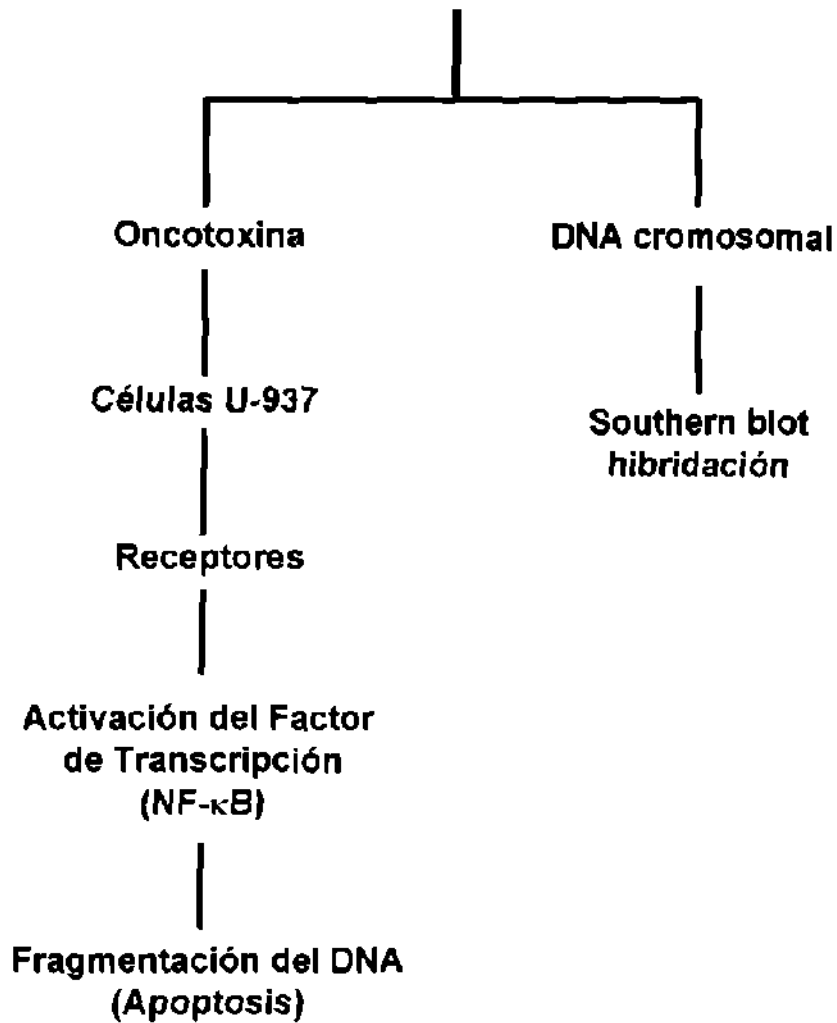 Oncotoxina
DNA cromosomal
Células U-937
Southern blot
hibridación
Receptores
Activación del Factor
de Transcripción
(NF-κB)
Fragmentación del DNA
(Apoptosis)